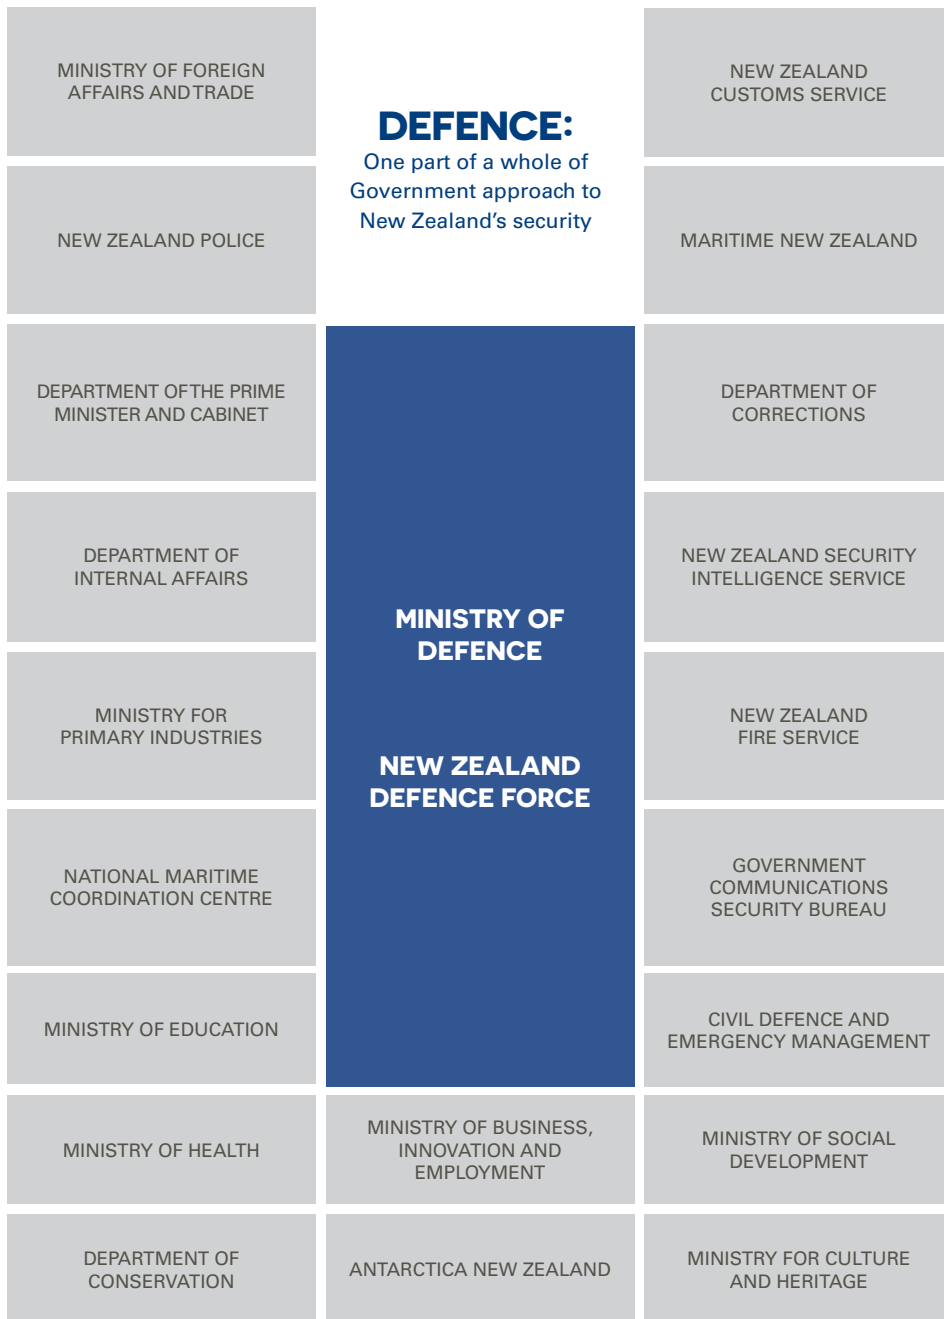 MINISTRY OF FOREIGN
AFFAIRS AND TRADE
NEW ZEALAND POLICE
DEPARTMENT OF THE PRIME
MINISTER AND CABINET
DEPARTMENT OF
INTERNAL AFFAIRS
MINISTRY FOR
PRIMARY INDUSTRIES
NATIONAL MARITIME
COORDINATION CENTRE
MINISTRY OF EDUCATION
MINISTRY OF HEALTH
DEPARTMENT OF
CONSERVATION
DEFENCE:
One part of a whole of
Government approach to
New Zealand’s security
MINISTRY OF
DEFENCE
NEW ZEALAND
DEFENCE FORCE
MINISTRY OF BUSINESS,
INNOVATION AND
EMPLOYMENT
ANTARCTICA NEW ZEALAND
NEW ZEALAND
CUSTOMS SERVICE
MARITIME NEW ZEALAND
DEPARTMENT OF
CORRECTIONS
NEW ZEALAND SECURITY
INTELLIGENCE SERVICE
NEW ZEALAND
FIRE SERVICE
GOVERNMENT
COMMUNICATIONS
SECURITY BUREAU
CIVIL DEFENCE AND
EMERGENCY MANAGEMENT
MINISTRY OF SOCIAL
DEVELOPMENT
MINISTRY FOR CULTURE
AND HERITAGE